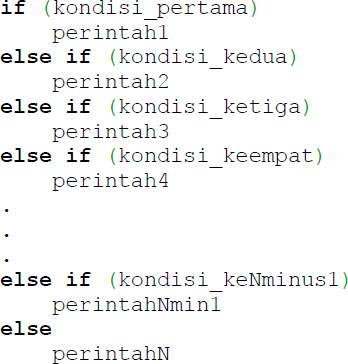 if (kondisi_pertama)
    perintah1
else if (kondisi_kedua)
    perintah2
else if (kondisi_ketiga)
    perintah3
else if (kondisi_keempat)
    perintah4
.
.
.
else if (kondisi_keNminus1)
    perintahNmin1
else
    perintahN